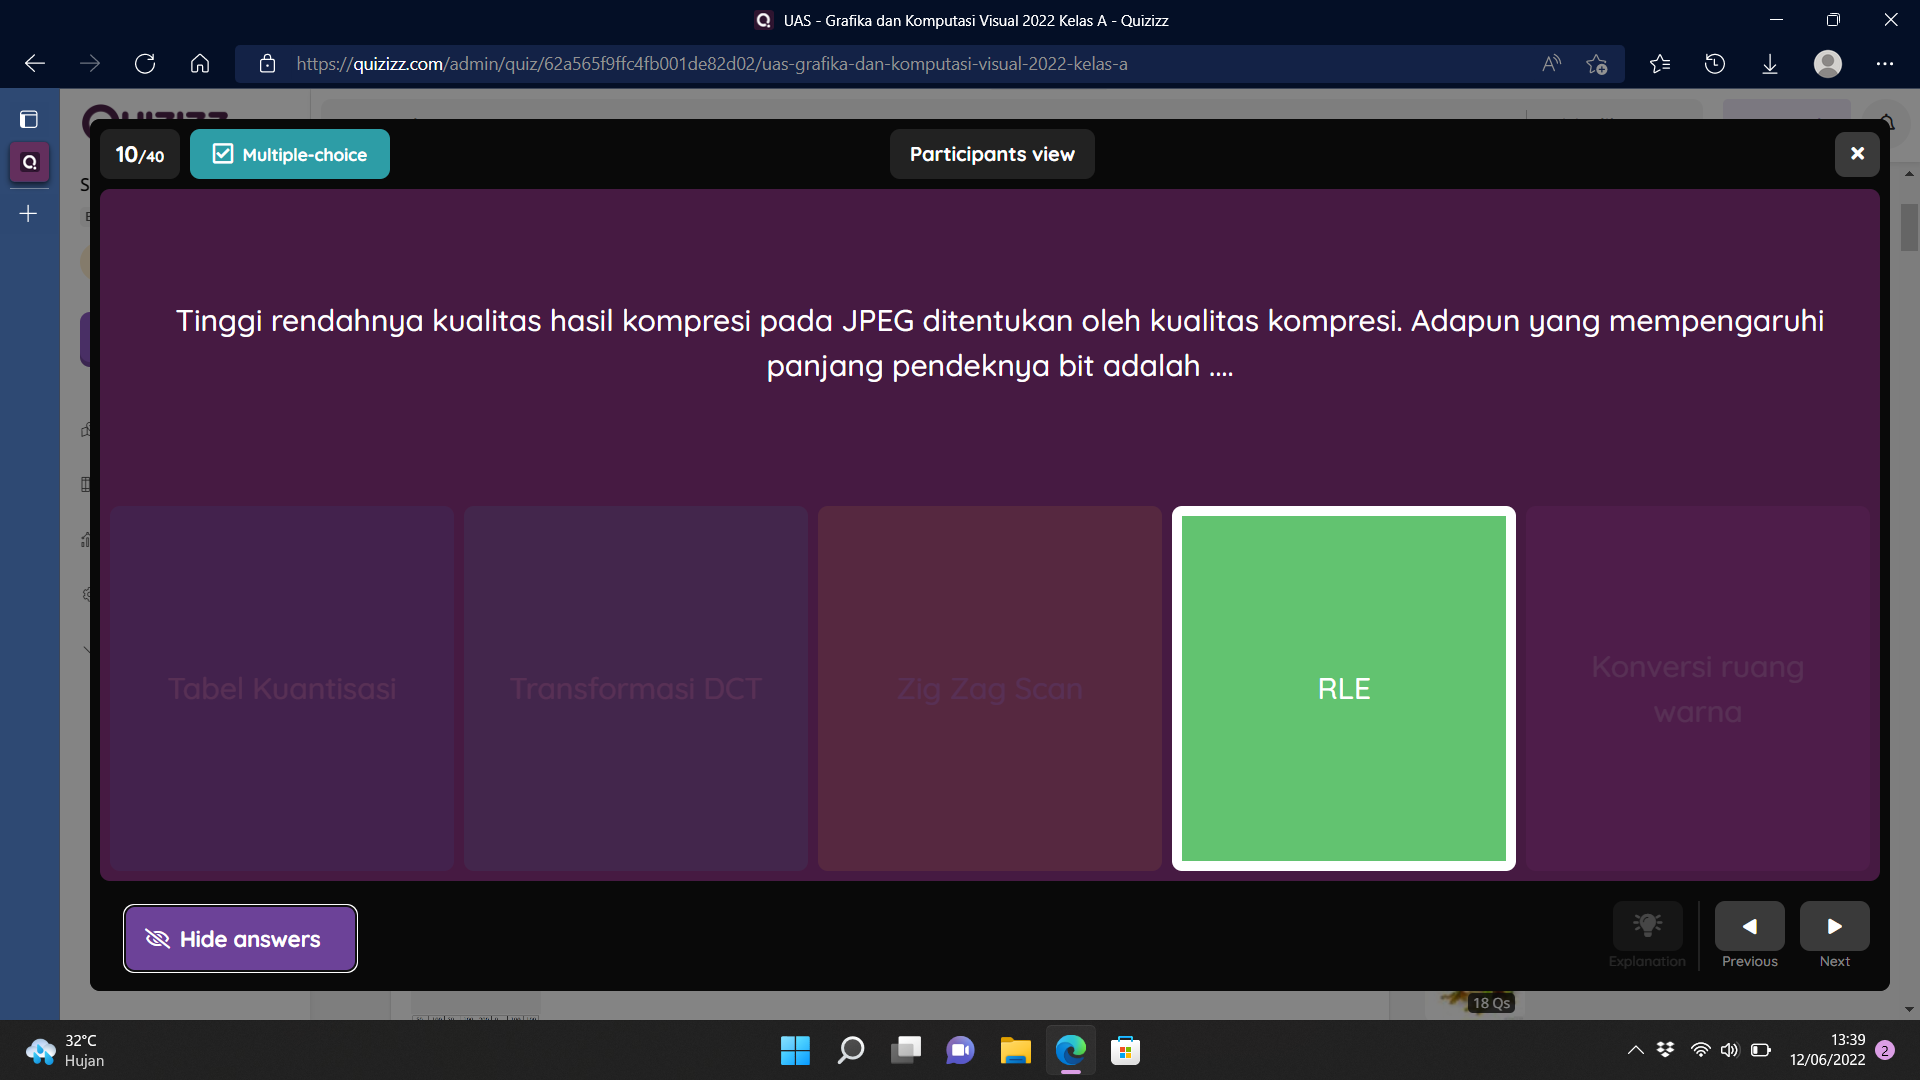 UAS - Grafika dan Komputasi Visual 2022 Kelas A - Quizizz
https://quizizz.com/admin/quiz/62a565f9ffc4fb001de82d02/uas-grafika-dan-komputasi-visual-2022-kelas-a
10/40
Multiple-choice
Participants view
Tinggi rendahnya kualitas hasil kompresi pada JPEG ditentukan oleh kualitas kompresi. Adapun yang mempengaruhi
panjang pendeknya bit adalah ....
Tabel Kuantisasi
Transformasi DCT
Zig Zag Scan
RLE
Konversi ruang
warna
Hide answers
Explanation
Previous
Next
18 Qs
32°C
Hujan
13:39
12/06/2022
2